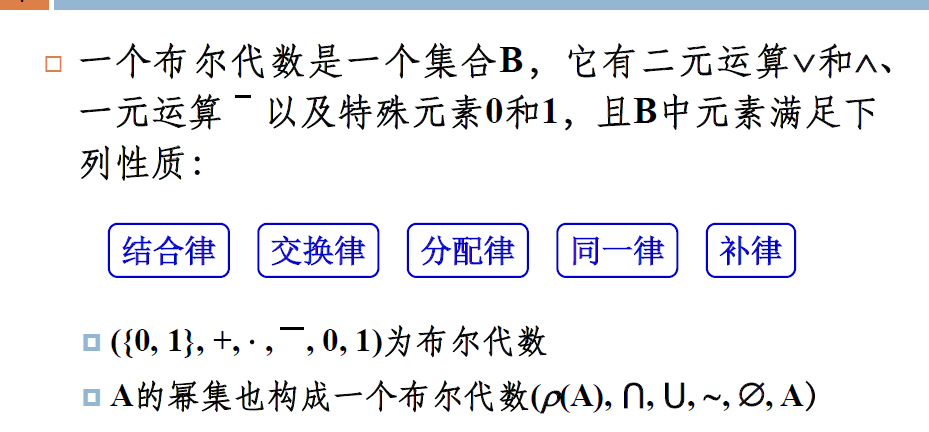 一个布尔代数是一个集合B，它有二元运算∨和∧、
一元运算 ¯ 以及特殊元素0和1，且B中元素满足下
列性质：
结合律 交换律 分配律 同一律 补律
({0, 1}, +, · , ¯, 0, 1)为布尔代数
A的幂集也构成一个布尔代数(ρ(A), ∩, ∪, ~, ∅, A）